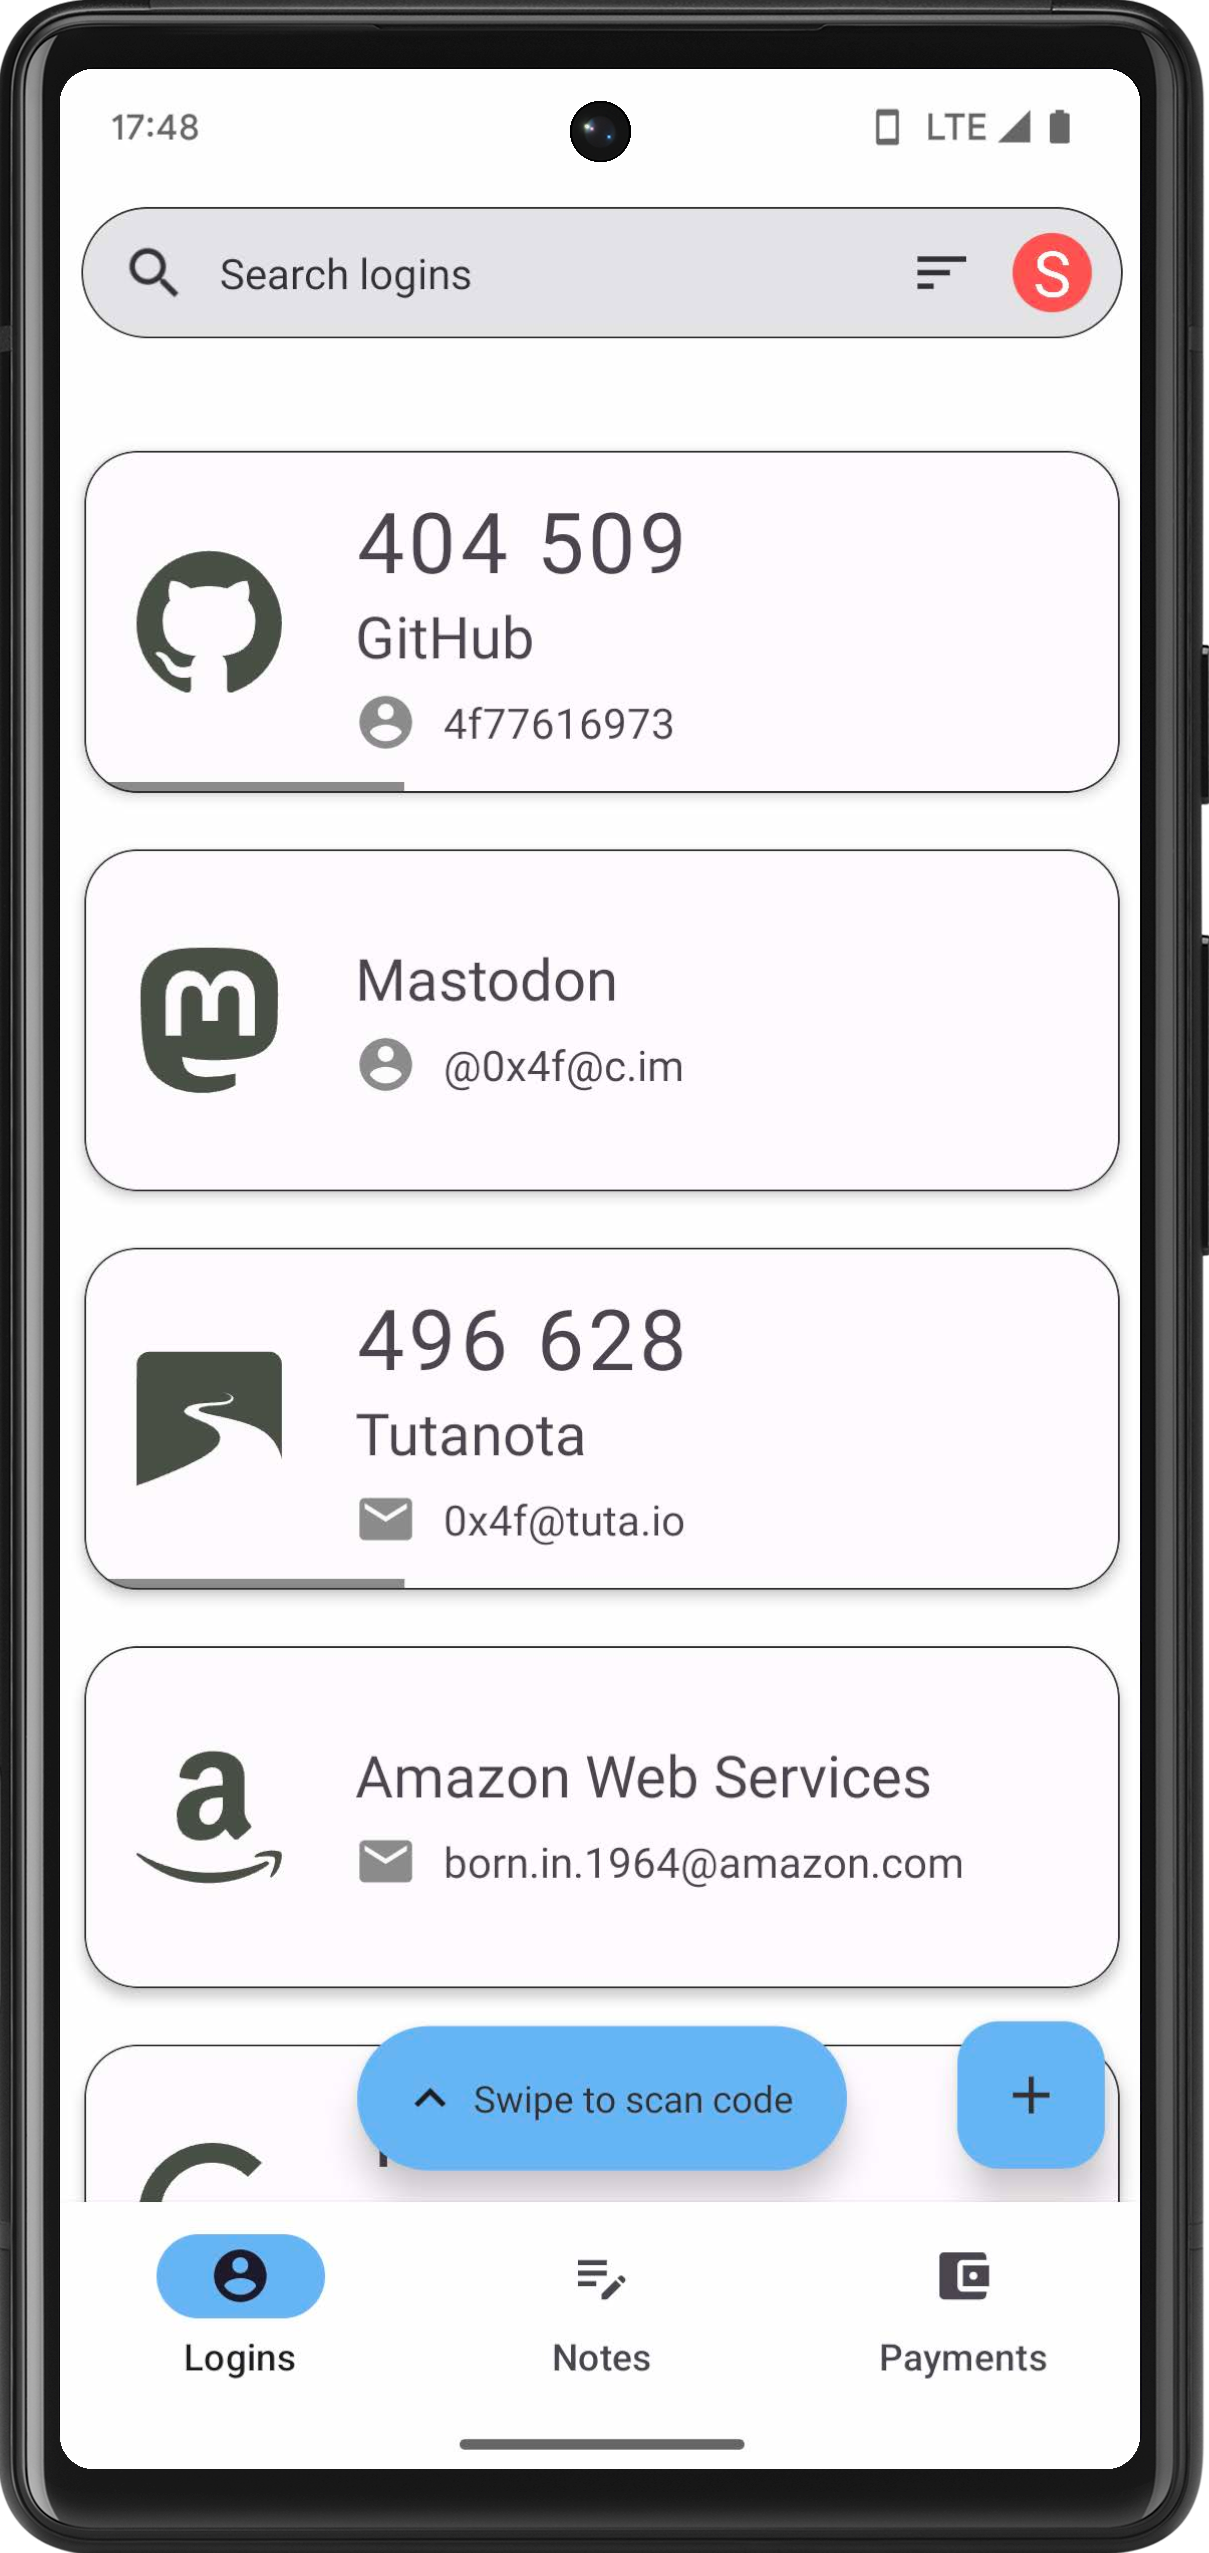 17:48
LTE
Search logins
S
404 509
GitHub
4f77616973
Mastodon
@0x4f@c.im
496 628
Tutanota
0x4f@tuta.io
Amazon Web Services
born.in.1964@amazon.com
Swipe to scan code
Logins
Notes
Payments